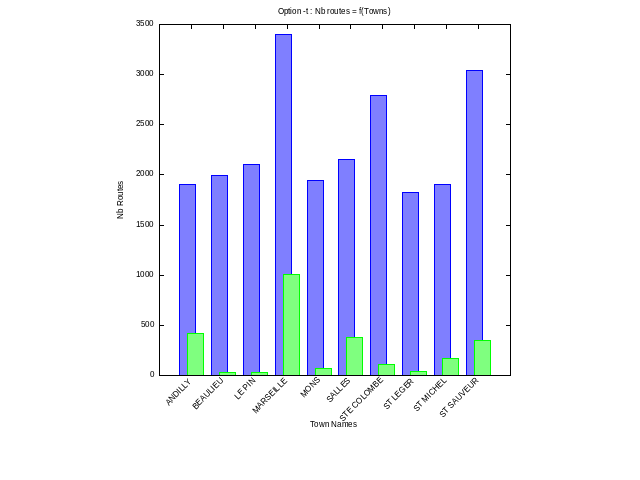 Option -t : Nb routes = f(Towns)
3500
3000
2500
2000
1500
1000
500
0
Nb Routes
ANDILLY
BEAULIEU
LE PIN
MARSEILLE
MONS
SALLES
STE COLOMBE
ST LEGER
ST MICHEL
ST SAUVEUR
Town Names